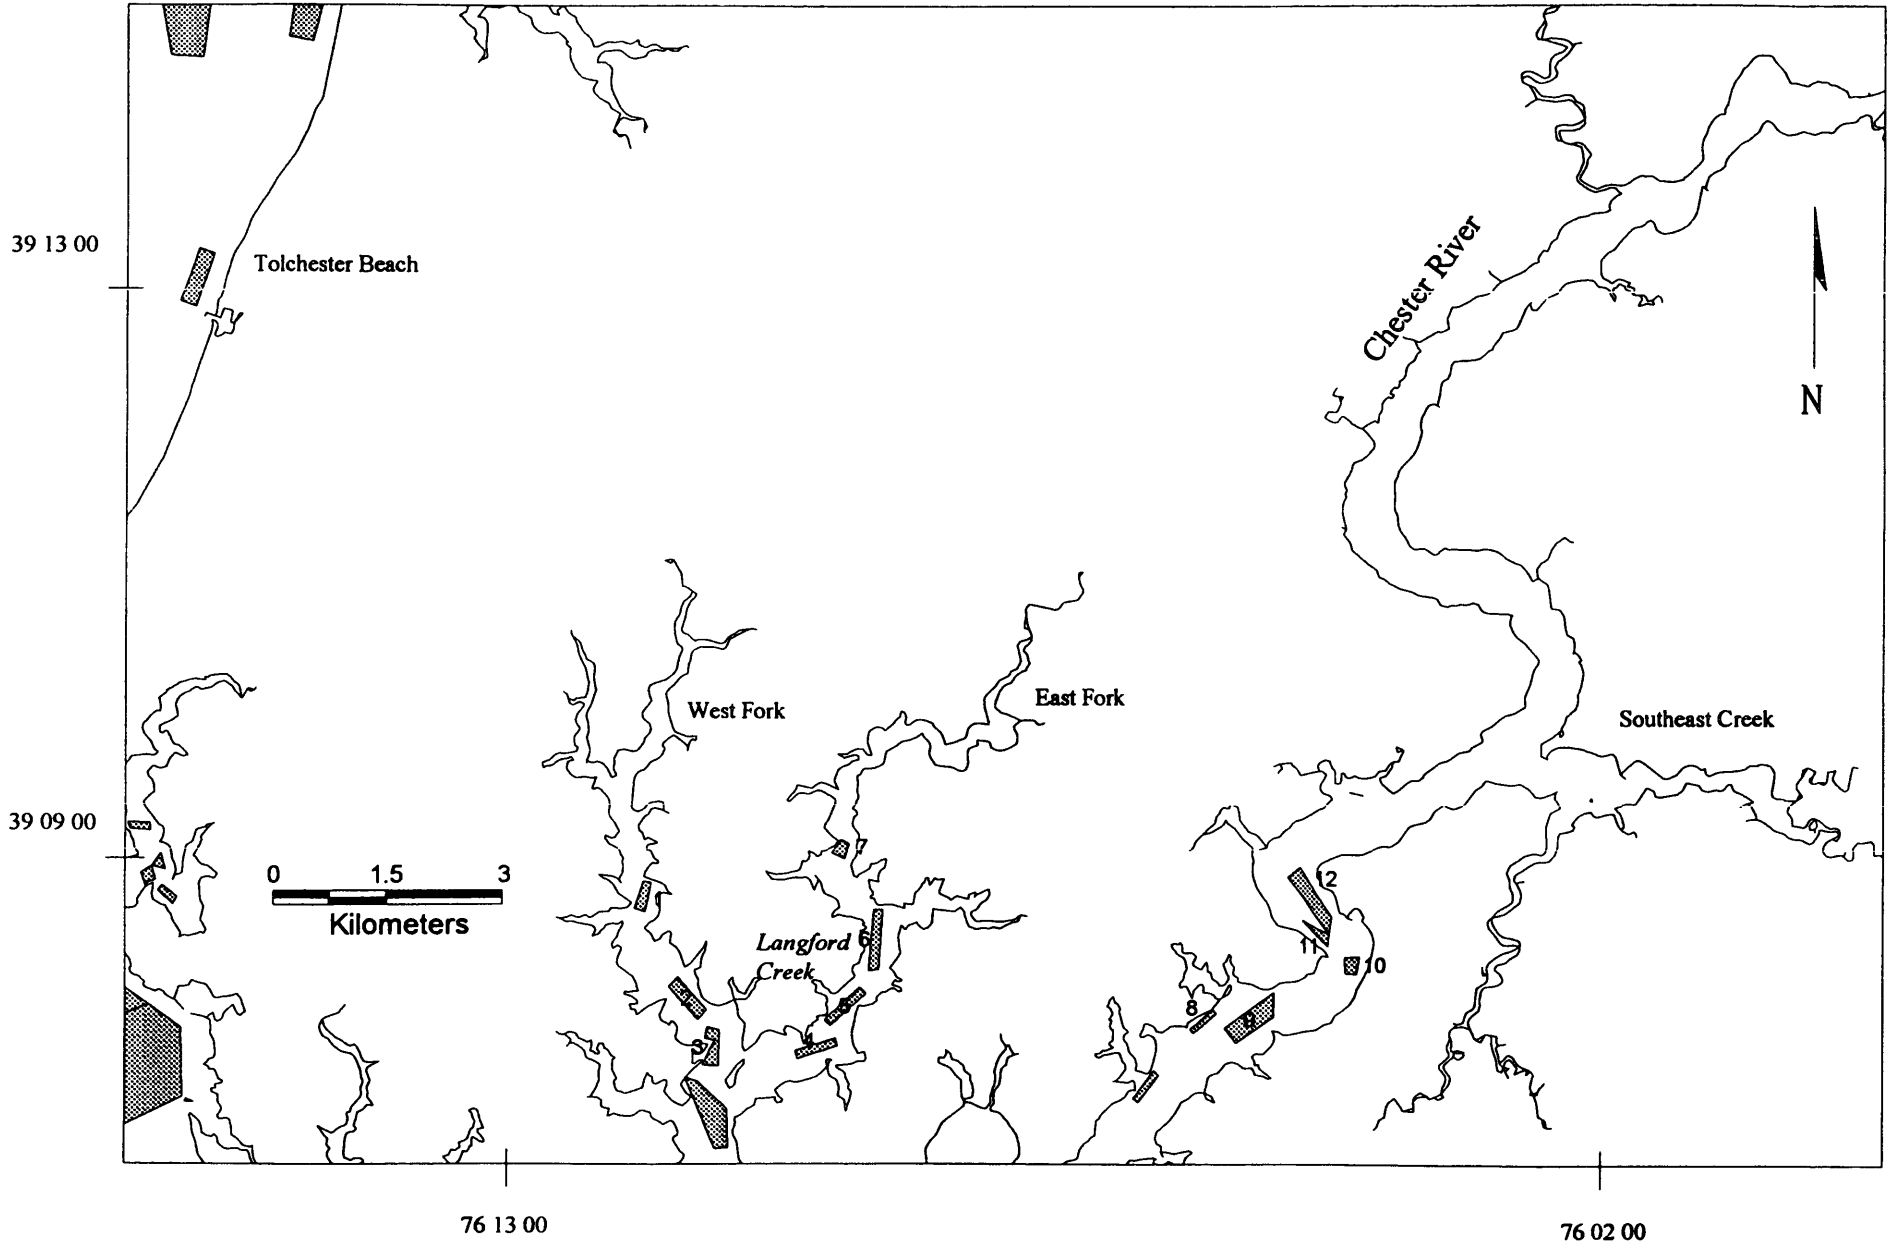 39 13 00
Tolchester Beach
Chester River
N
West Fork
East Fork
Southeast Creek
39 09 00
0 1.5 3
Kilometers
7
12
Langford
Creek
6
11
10
8
9
5
4
3
76 13 00
76 02 00